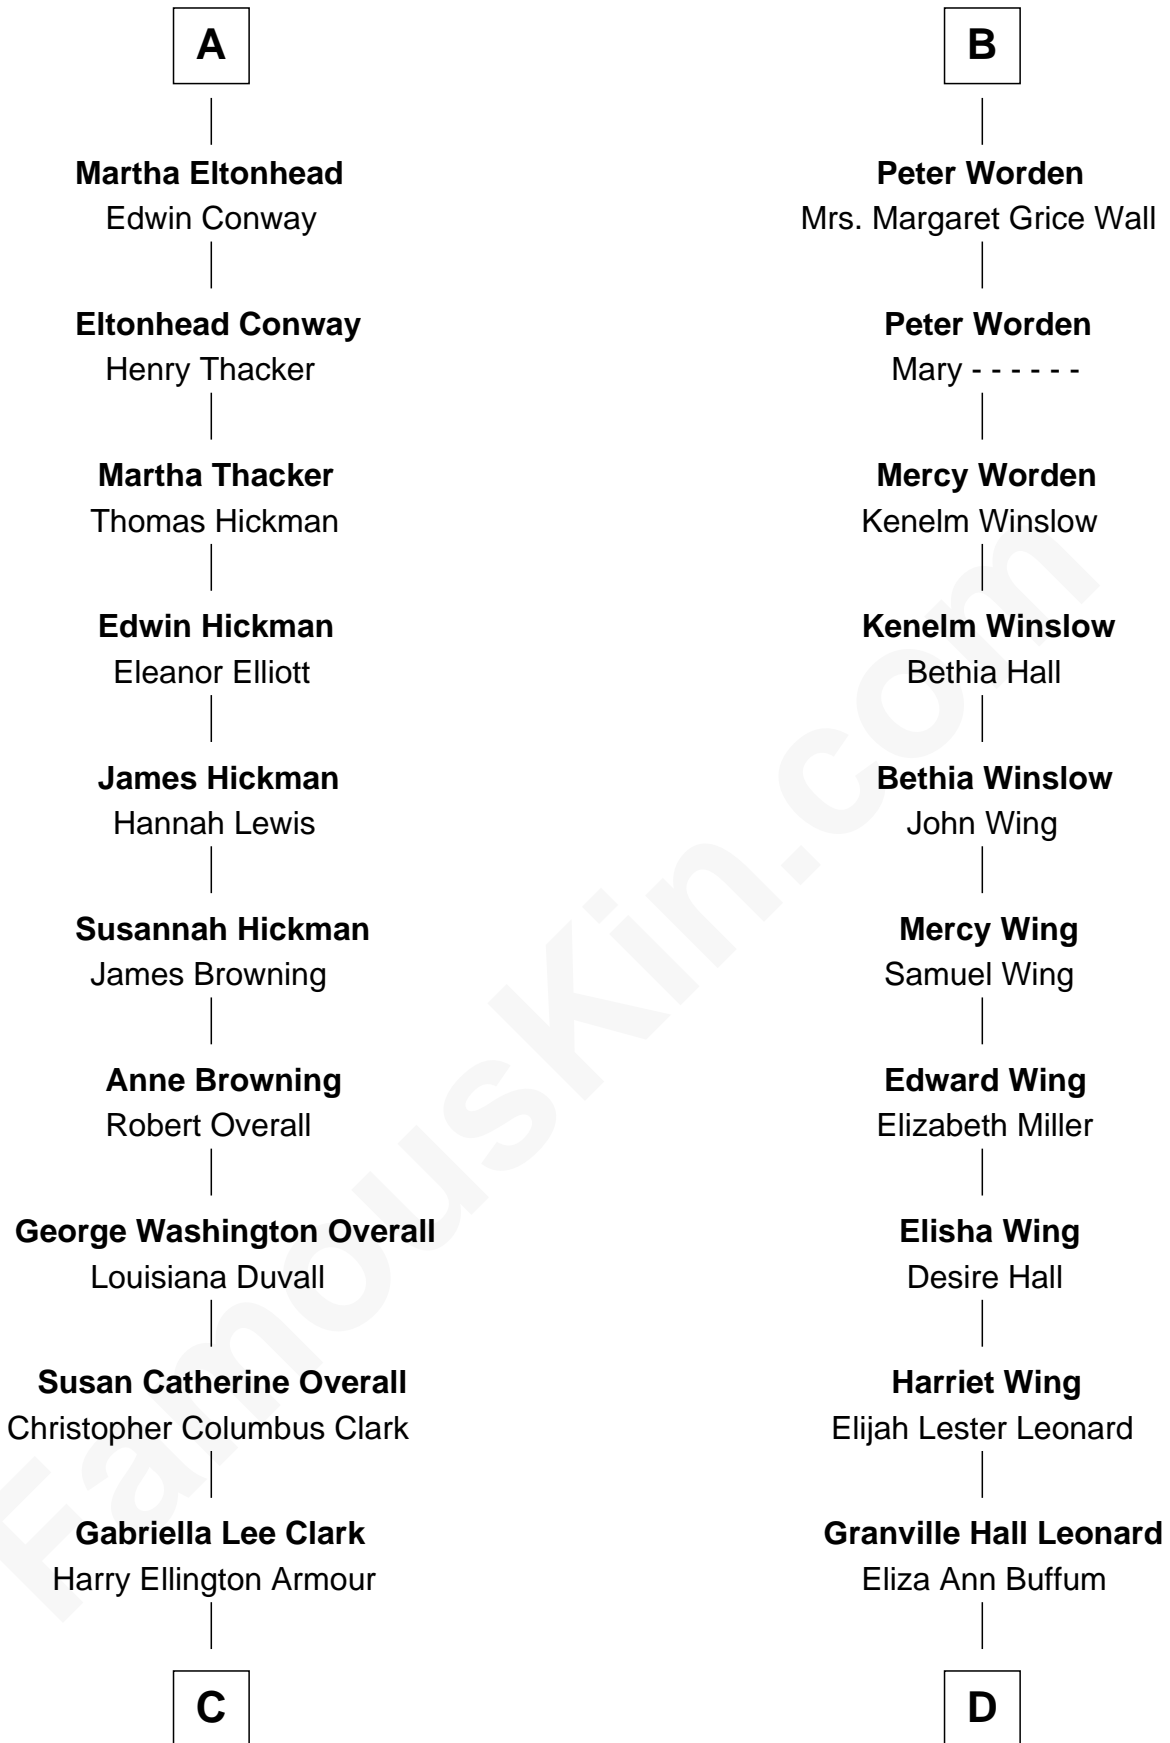 A
Martha Eltonhead
Edwin Conway
Eltonhead Conway
Henry Thacker
Martha Thacker
Thomas Hickman
Edwin Hickman
Eleanor Elliott
James Hickman
Hannah Lewis
Susannah Hickman
James Browning
Anne Browning
Robert Overall
George Washington Overall
Louisiana Duvall
Susan Catherine Overall
Christopher Columbus Clark
Gabriella Lee Clark
Harry Ellington Armour
C
B
Peter Worden
Mrs. Margaret Grice Wall
Peter Worden
Mary - - - - - -
Mercy Worden
Kenelm Winslow
Kenelm Winslow
Bethia Hall
Bethia Winslow
John Wing
Mercy Wing
Samuel Wing
Edward Wing
Elizabeth Miller
Elisha Wing
Desire Hall
Harriet Wing
Elijah Lester Leonard
Granville Hall Leonard
Eliza Ann Buffum
D
FamousKin.com